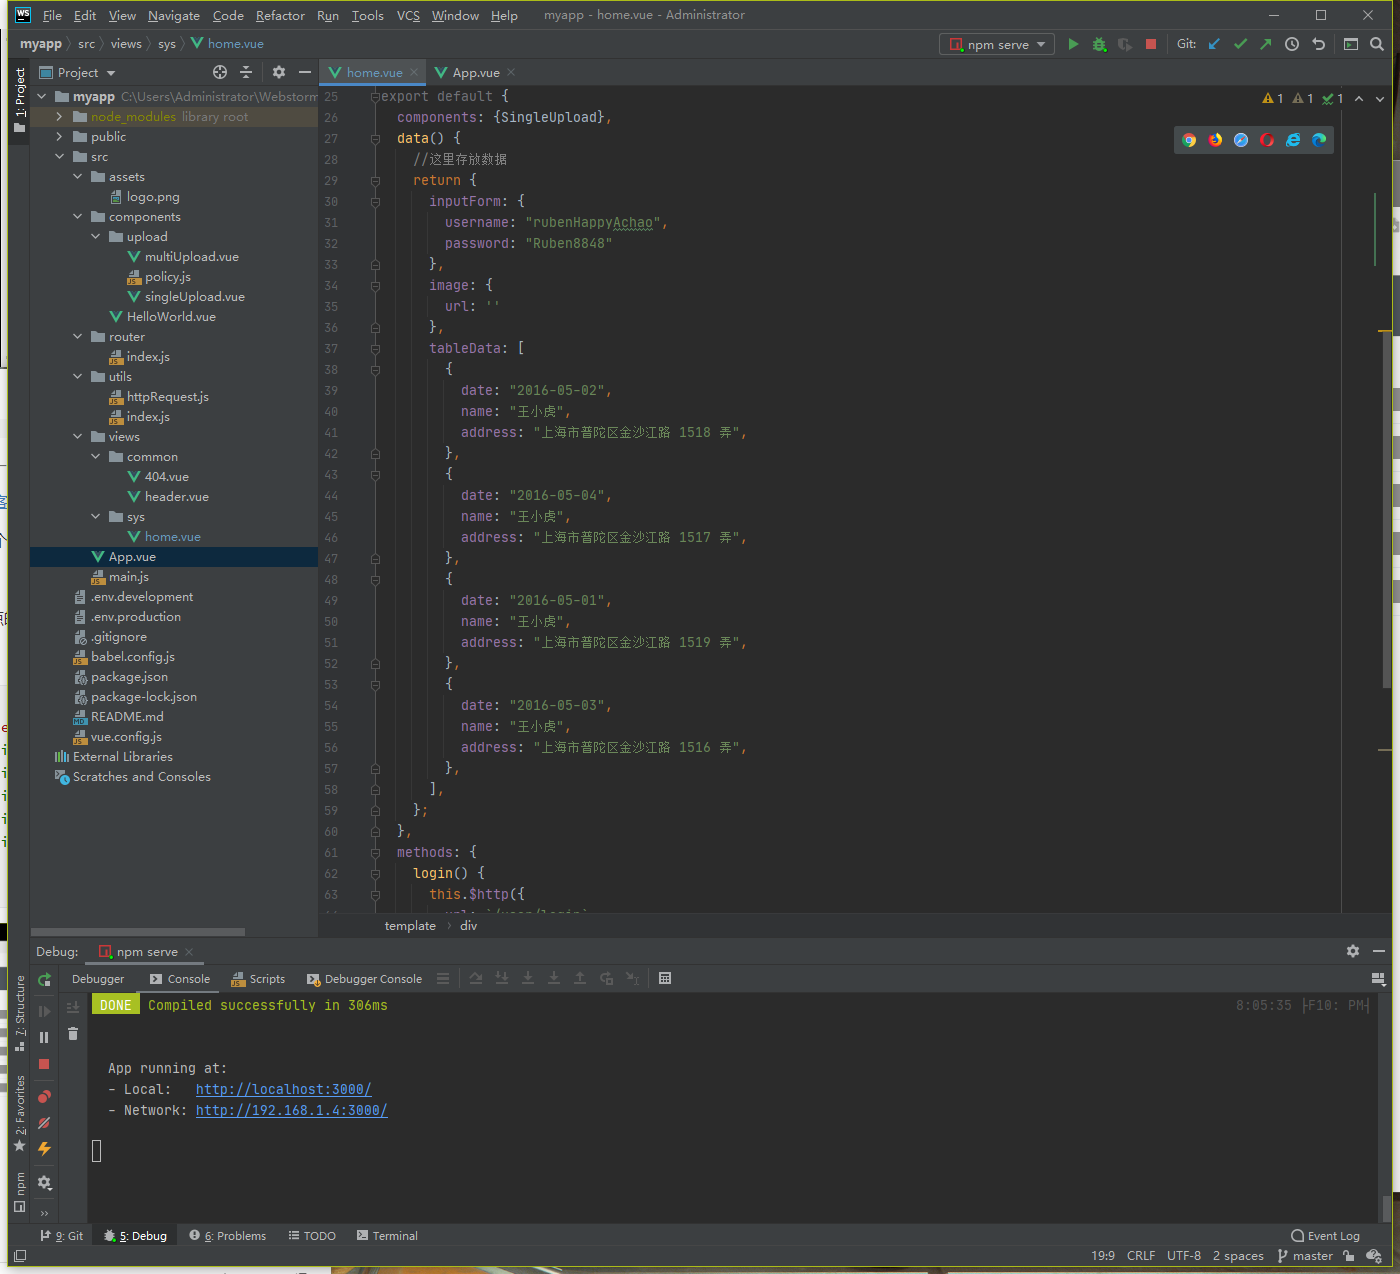 WS File Edit View Navigate Code Refactor Run Tools VCS Window Help myapp - home.vue - Administrator
myapp src views sys home.vue npm serve Git:
1: Project
Project
home.vue App.vue
myapp C:\Users\Administrator\Webstorm
node_modules library root
public
src
assets
logo.png
components
upload
multiUpload.vue
policy.js
singleUpload.vue
HelloWorld.vue
router
index.js
utils
httpRequest.js
index.js
views
common
404.vue
header.vue
sys
home.vue
App.vue
main.js
.env.development
.env.production
.gitignore
babel.config.js
package.json
package-lock.json
README.md
vue.config.js
External Libraries
Scratches and Consoles
1 1 1
25 export default {
26 components: {SingleUpload},
27 data() {
28 //这里存放数据
29 return {
30 inputForm: {
31 username: "rubenHappyAchao",
32 password: "Ruben8848"
33 },
34 image: {
35 url: ''
36 },
37 tableData: [
38 {
39 date: "2016-05-02",
40 name: "王小虎",
41 address: "上海市普陀区金沙江路 1518 弄",
42 },
43 {
44 date: "2016-05-04",
45 name: "王小虎",
46 address: "上海市普陀区金沙江路 1517 弄",
47 },
48 {
49 date: "2016-05-01",
50 name: "王小虎",
51 address: "上海市普陀区金沙江路 1519 弄",
52 },
53 {
54 date: "2016-05-03",
55 name: "王小虎",
56 address: "上海市普陀区金沙江路 1516 弄",
57 },
58 ],
59 };
60 },
61 methods: {
62 login() {
63 this.$http({
template div
Debug: npm serve
Debugger Console Scripts Debugger Console
DONE Compiled successfully in 306ms
8:05:35 ├F10: PM┤
App running at:
- Local: http://localhost:3000/
- Network: http://192.168.1.4:3000/
7: Structure
2: Favorites
npm
9: Git 5: Debug 6: Problems TODO Terminal Event Log
19:9 CRLF UTF-8 2 spaces master